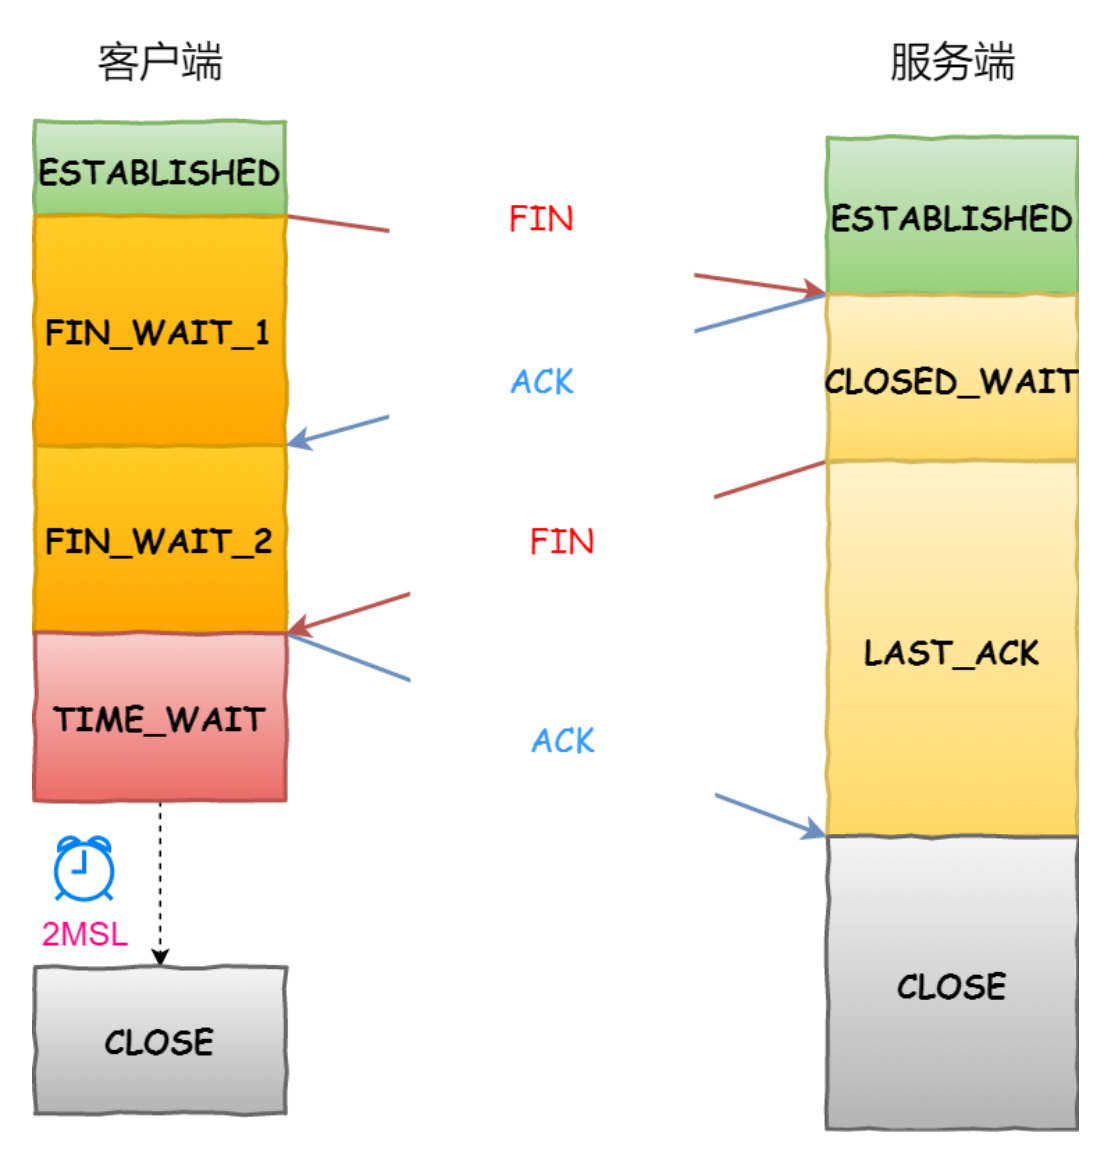 客户端
服务端
ESTABLISHED
ESTABLISHED
FIN
FIN_WAIT_1
ACK
CLOSED_WAIT
FIN_WAIT_2
FIN
LAST_ACK
TIME_WAIT
ACK
2MSL
CLOSE
CLOSE